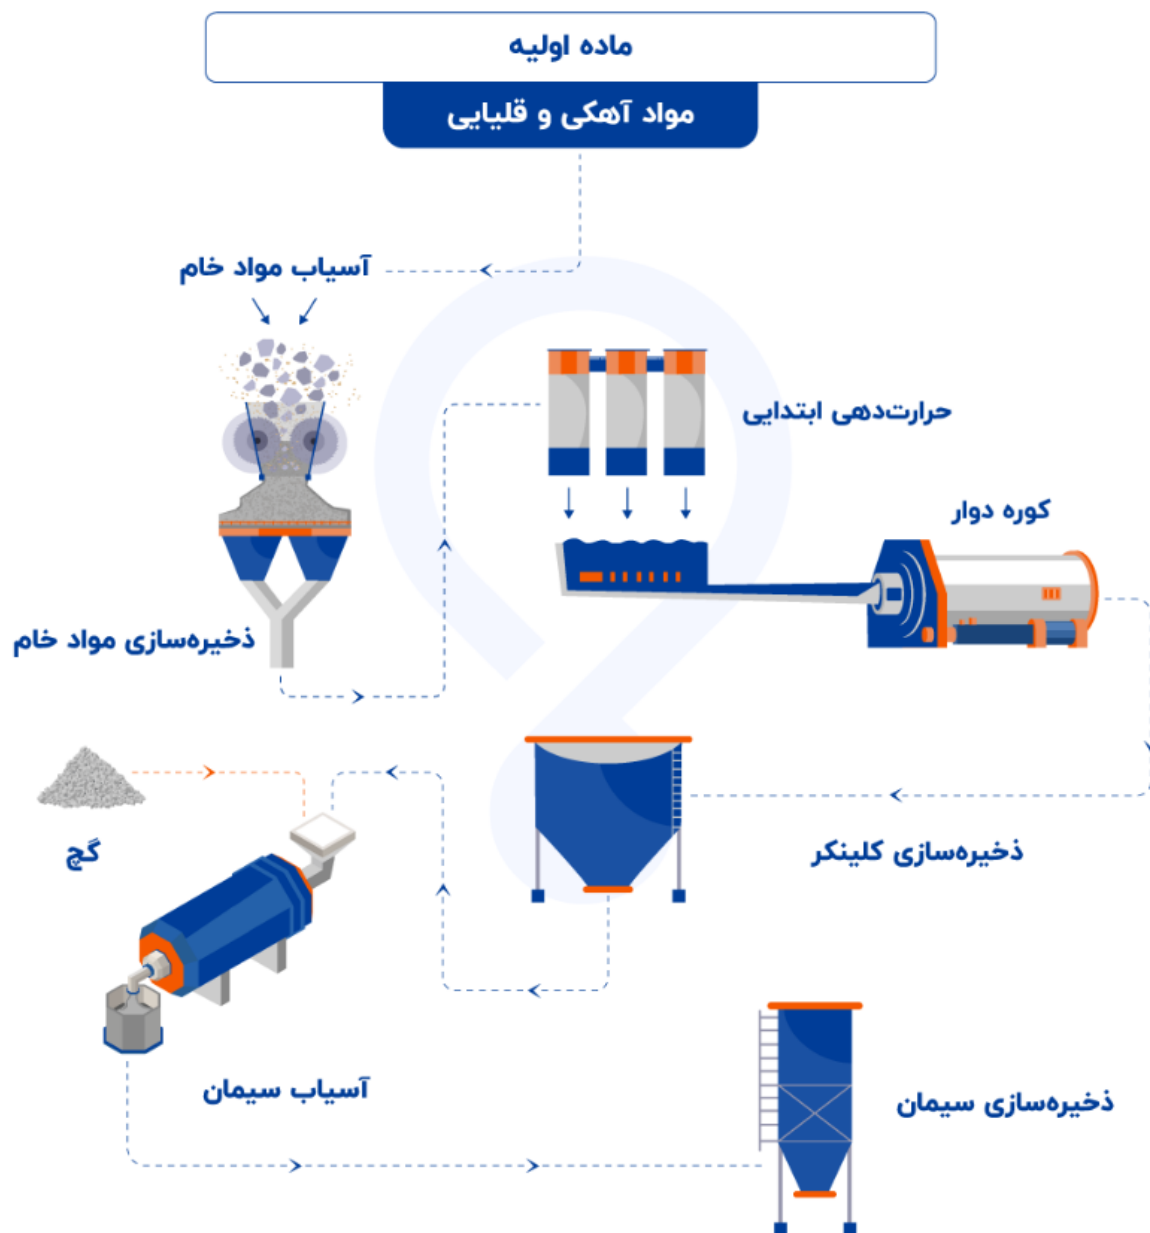 ماده اولیه
مواد آهکی و قلیایی
آسیاب مواد خام
حرارت‌دهی ابتدایی
کوره دوار
ذخیره‌سازی مواد خام
ذخیره‌سازی کلینکر
گچ
آسیاب سیمان
ذخیره‌سازی سیمان